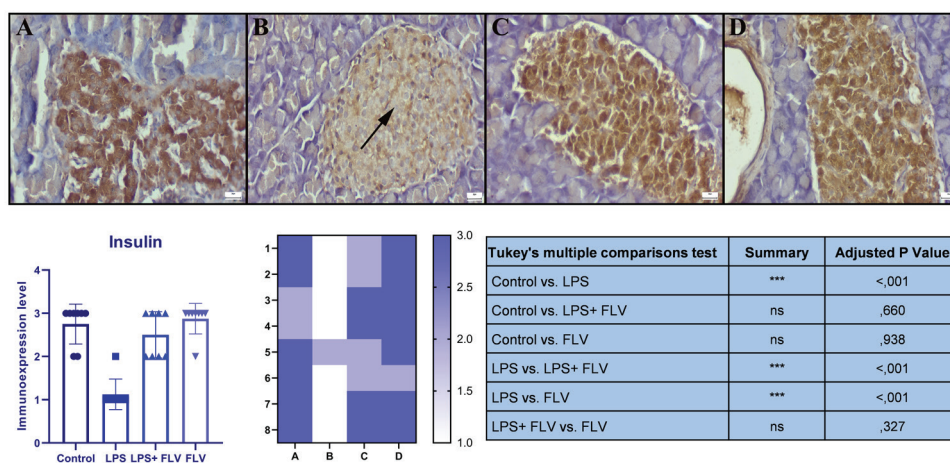 A B C D
Insulin
Immunoexpression level
4
3
2
1
0
Control LPS LPS+ FLV FLV
1
2
3
4
5
6
7
8
A B C D
3.0
2.5
2.0
1.5
1.0
Tukey's multiple comparisons test Summary Adjusted P Value
Control vs. LPS *** <,001
Control vs. LPS+ FLV ns ,660
Control vs. FLV ns ,938
LPS vs. LPS+ FLV *** <,001
LPS vs. FLV *** <,001
LPS+ FLV vs. FLV ns ,327